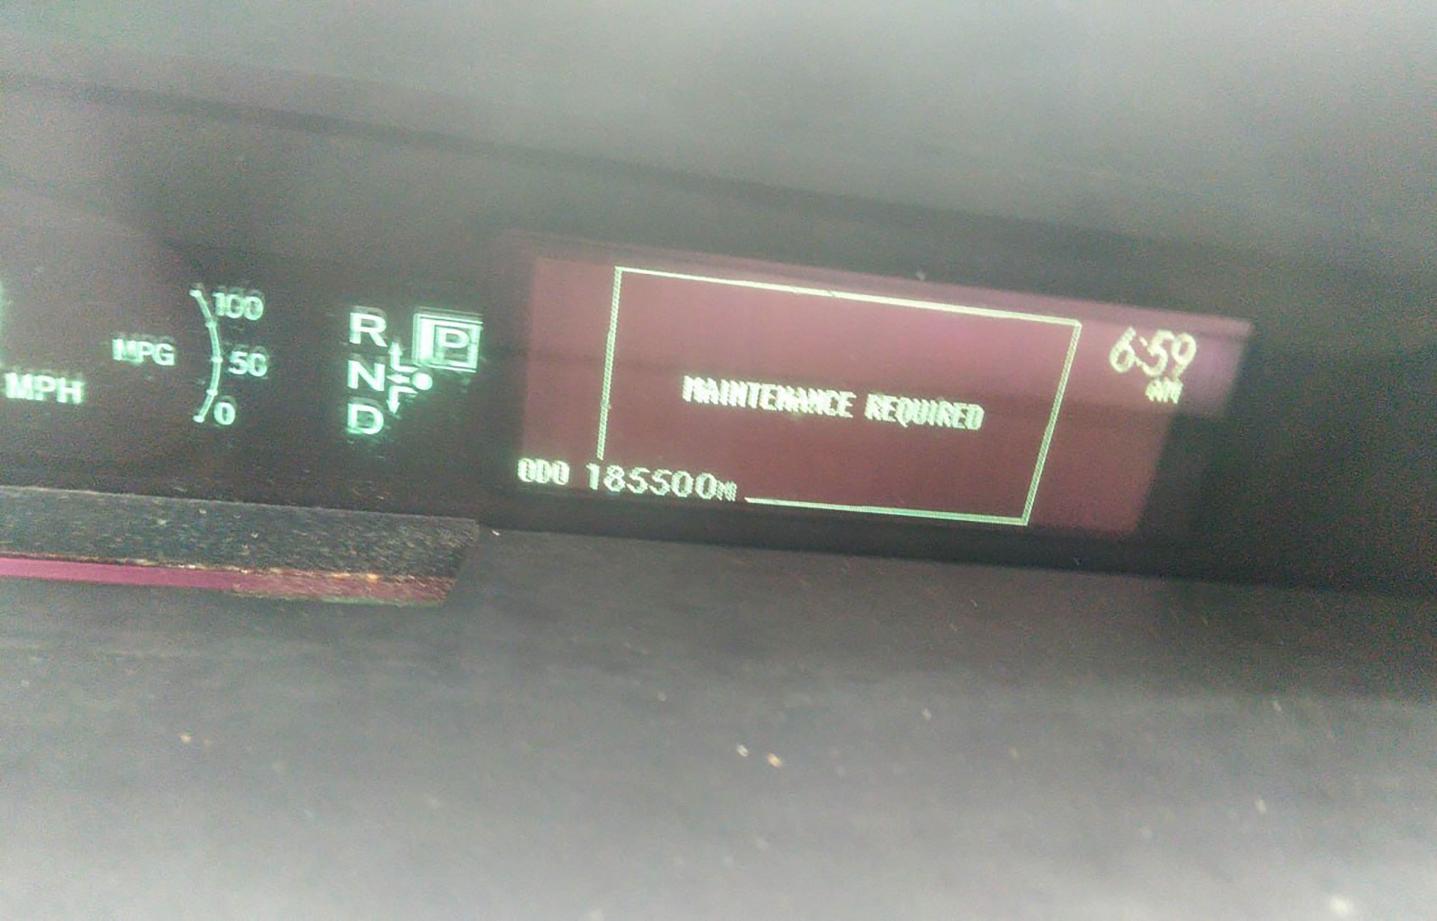 100
MPG
50
MPH
0
R
P
N
D
MAINTENANCE REQUIRED
6:59
AM
ODO 185500MI